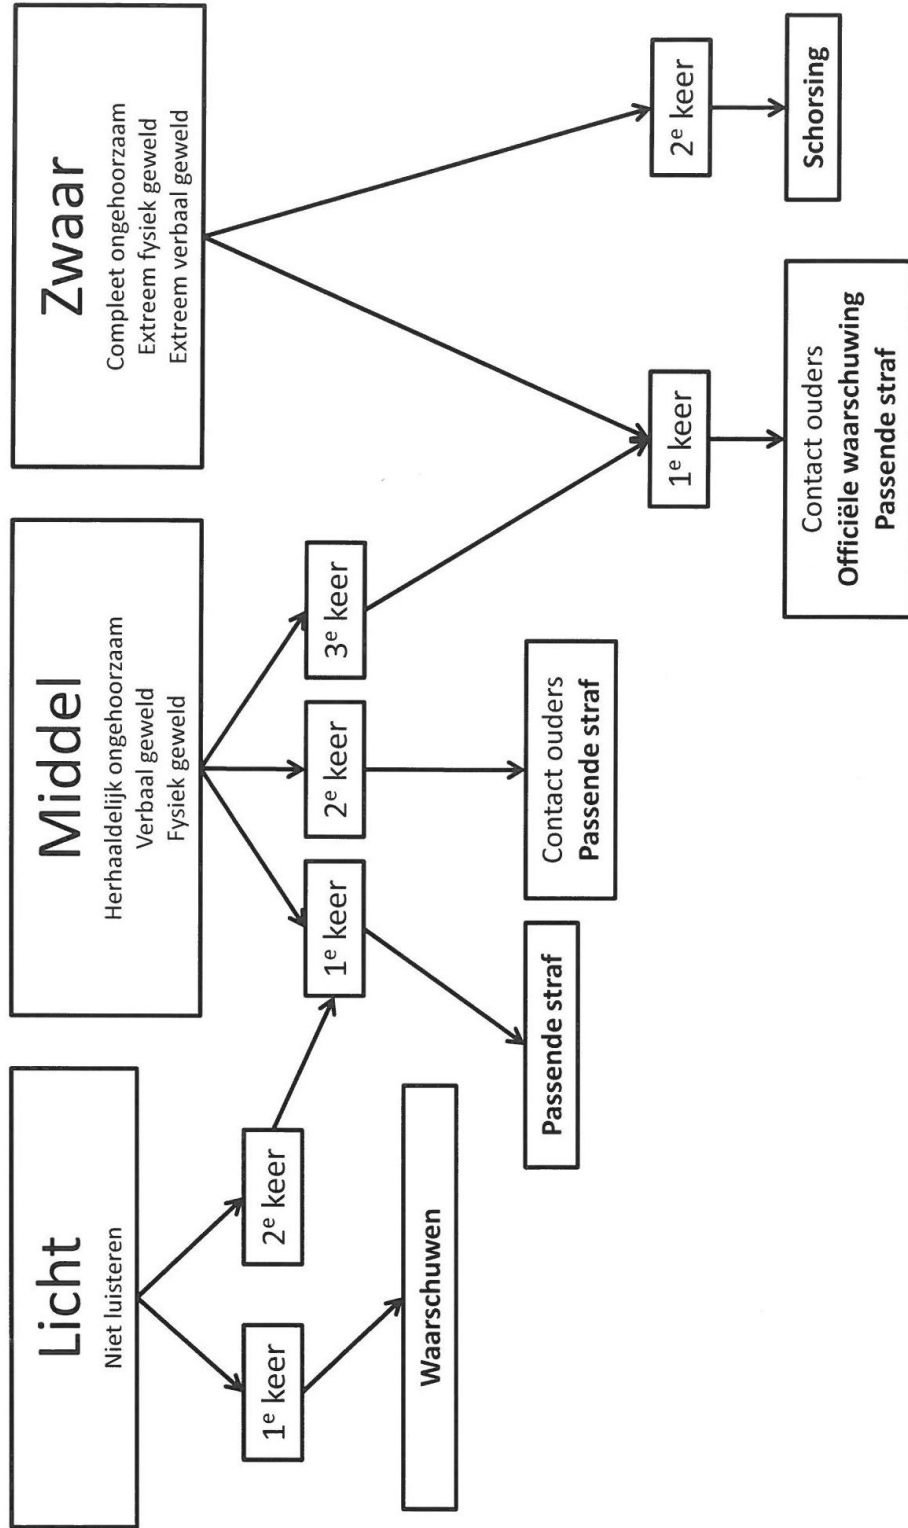 Licht
Niet luisteren
1e keer
2e keer
Waarschuwen
Middel
Herhaaldelijk ongehoorzaam
Verbaal geweld
Fysiek geweld
1e keer
2e keer
3e keer
Passende straf
Contact ouders
Passende straf
Zwaar
Compleet ongehoorzaam
Extreem fysiek geweld
Extreem verbaal geweld
1e keer
2e keer
Contact ouders
Officiële waarschuwing
Passende straf
Schorsing